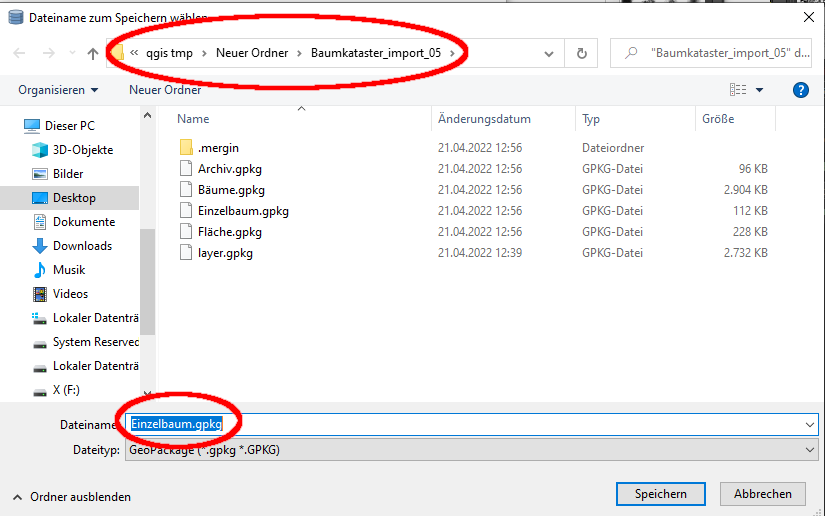 Dateiname zum Speichern wählen
« qgis tmp > Neuer Ordner > Baumkataster_import_05 >
"Baumkataster_import_05" d...
Organisieren
Neuer Ordner
?
Name Änderungsdatum Typ Größe
.mergin 21.04.2022 12:56 Dateiordner
Archiv.gpkg 21.04.2022 12:56 GPKG-Datei 96 KB
Bäume.gpkg 21.04.2022 12:56 GPKG-Datei 2.904 KB
Einzelbaum.gpkg 21.04.2022 12:56 GPKG-Datei 112 KB
Fläche.gpkg 21.04.2022 12:56 GPKG-Datei 228 KB
layer.gpkg 21.04.2022 12:39 GPKG-Datei 2.732 KB
Dieser PC
3D-Objekte
Bilder
Desktop
Dokumente
Downloads
Musik
Videos
Lokaler Datenträ
System Reserved
Lokaler Datenträ
X (F:)
Dateiname Einzelbaum.gpkg
Dateityp: GeoPackage (*.gpkg *.GPKG)
Ordner ausblenden
Speichern
Abbrechen